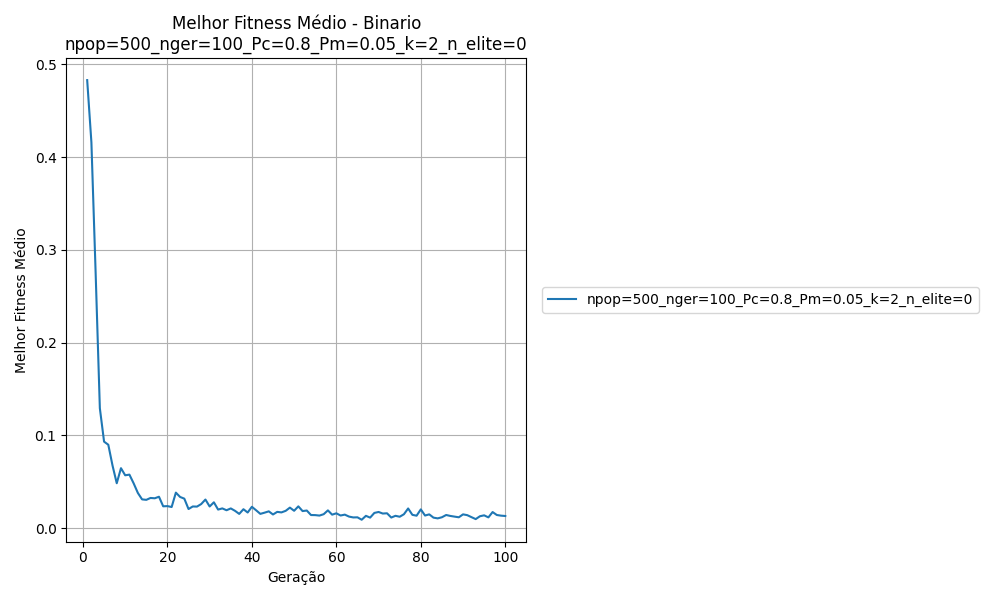 Melhor Fitness Médio - Binario
npop=500_nger=100_Pc=0.8_Pm=0.05_k=2_n_elite=0
0.5
0.4
0.3
0.2
0.1
0.0
Melhor Fitness Médio
0
20
40
60
80
100
Geração
npop=500_nger=100_Pc=0.8_Pm=0.05_k=2_n_elite=0